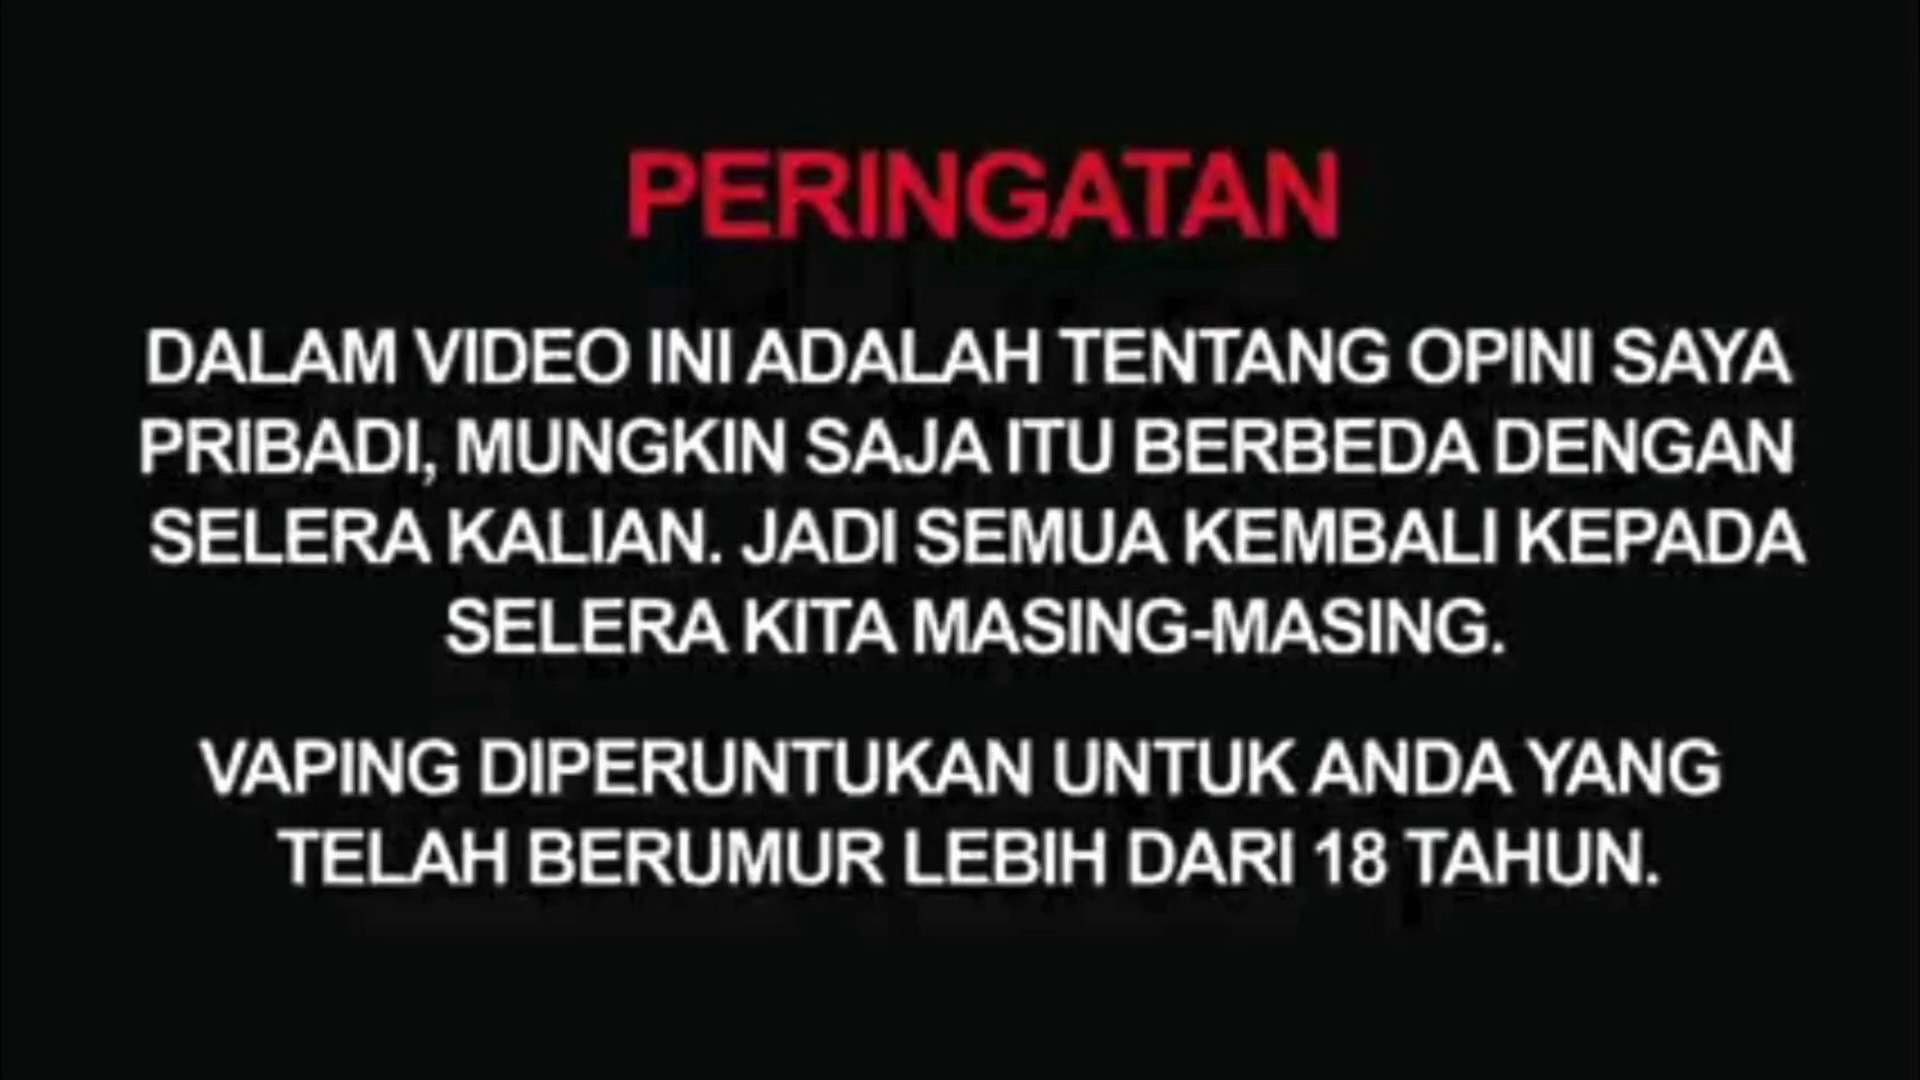 PERINGATAN
DALAM VIDEO INI ADALAH TENTANG OPINI SAYA
PRIBADI, MUNGKIN SAJA ITU BERBEDA DENGAN
SELERA KALIAN. JADI SEMUA KEMBALI KEPADA
SELERA KITA MASING-MASING.
VAPING DIPERUNTUKAN UNTUK ANDA YANG
TELAH BERUMUR LEBIH DARI 18 TAHUN.